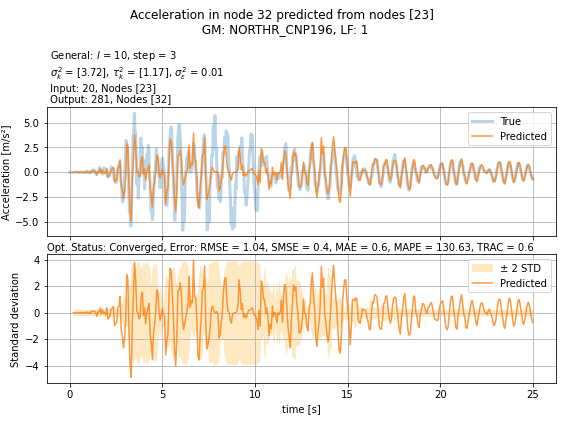 Acceleration in node 32 predicted from nodes [23]
GM: NORTHR_CNP196, LF: 1
General: l = 10, step = 3
σ²ₖ = [3.72], τ²ₖ = [1.17], σ²ε = 0.01
Input: 20, Nodes [23]
Output: 281, Nodes [32]
Acceleration [m/s²]
5.0
2.5
0.0
−2.5
−5.0
True
Predicted
Opt. Status: Converged, Error: RMSE = 1.04, SMSE = 0.4, MAE = 0.6, MAPE = 130.63, TRAC = 0.6
Standard deviation
4
2
0
−2
−4
± 2 STD
Predicted
0 5 10 15 20 25
time [s]